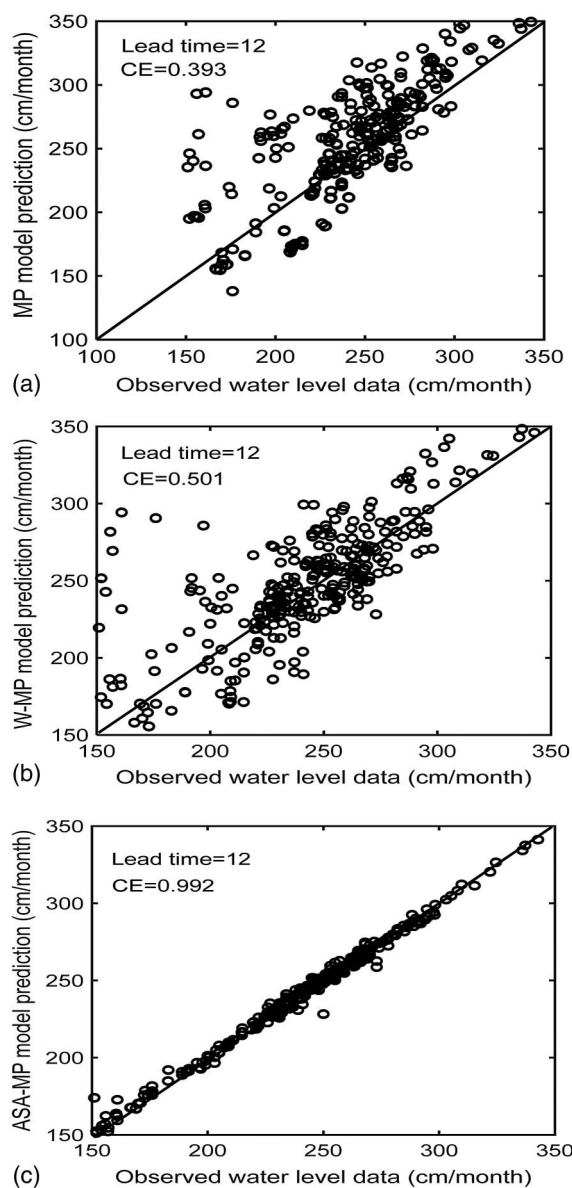 350
Lead time=12
CE=0.393
300
250
200
150
100
MP model prediction (cm/month)
100 150 200 250 300 350
(a) Observed water level data (cm/month)
350
Lead time=12
CE=0.501
300
250
200
150
W-MP model prediction (cm/month)
150 200 250 300 350
(b) Observed water level data (cm/month)
350
Lead time=12
CE=0.992
300
250
200
150
ASA-MP model prediction (cm/month)
150 200 250 300 350
(c) Observed water level data (cm/month)